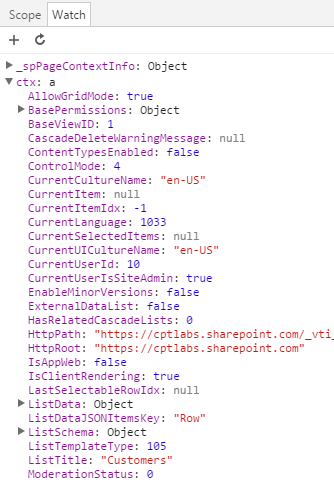 Scope Watch
_spPageContextInfo: Object
ctx: a
AllowGridMode: true
BasePermissions: Object
BaseViewID: 1
CascadeDeleteWarningMessage: null
ContentTypesEnabled: false
ControlMode: 4
CurrentCultureName: "en-US"
CurrentItem: null
CurrentItemIdx: -1
CurrentLanguage: 1033
CurrentSelectedItems: null
CurrentUICultureName: "en-US"
CurrentUserId: 10
CurrentUserIsSiteAdmin: true
EnableMinorVersions: false
ExternalDataList: false
HasRelatedCascadeLists: 0
HttpPath: "https://cptlabs.sharepoint.com/_vti_
HttpRoot: "https://cptlabs.sharepoint.com"
IsAppWeb: false
IsClientRendering: true
LastSelectableRowIdx: null
ListData: Object
ListDataJSONItemsKey: "Row"
ListSchema: Object
ListTemplateType: 105
ListTitle: "Customers"
ModerationStatus: 0